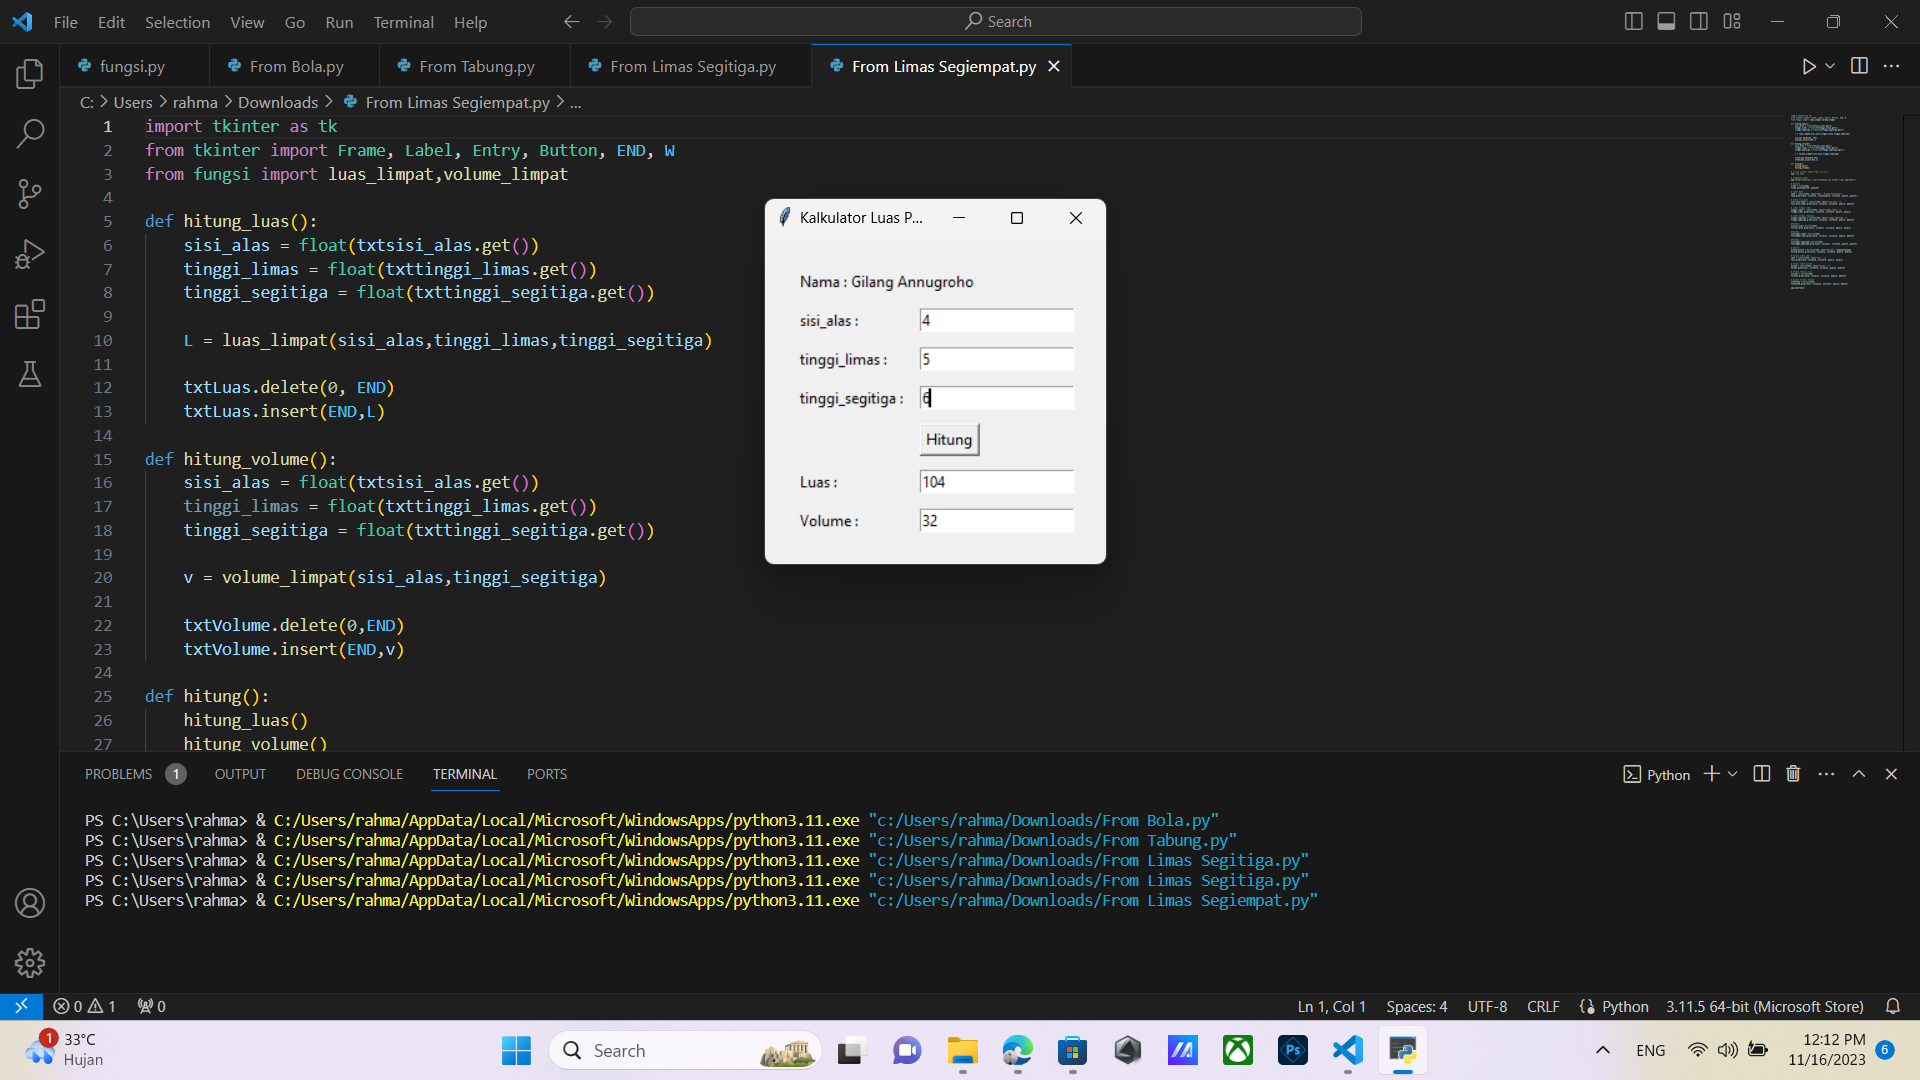 File Edit Selection View Go Run Terminal Help Search
fungsi.py From Bola.py From Tabung.py From Limas Segitiga.py From Limas Segiempat.py
C: > Users > rahma > Downloads > From Limas Segiempat.py > ...
1 import tkinter as tk
2 from tkinter import Frame, Label, Entry, Button, END, W
3 from fungsi import luas_limpat,volume_limpat
4
5 def hitung_luas():
6 sisi_alas = float(txtsisi_alas.get())
7 tinggi_limas = float(txttinggi_limas.get())
8 tinggi_segitiga = float(txttinggi_segitiga.get())
9
10 L = luas_limpat(sisi_alas,tinggi_limas,tinggi_segitiga)
11
12 txtLuas.delete(0, END)
13 txtLuas.insert(END,L)
14
15 def hitung_volume():
16 sisi_alas = float(txtsisi_alas.get())
17 tinggi_limas = float(txttinggi_limas.get())
18 tinggi_segitiga = float(txttinggi_segitiga.get())
19
20 v = volume_limpat(sisi_alas,tinggi_segitiga)
21
22 txtVolume.delete(0,END)
23 txtVolume.insert(END,v)
24
25 def hitung():
26 hitung_luas()
27 hitung_volume()
Kalkulator Luas P...
Nama : Gilang Annugroho
sisi_alas : 4
tinggi_limas : 5
tinggi_segitiga : 6
Hitung
Luas : 104
Volume : 32
PROBLEMS 1 OUTPUT DEBUG CONSOLE TERMINAL PORTS Python
PS C:\Users\rahma> & C:/Users/rahma/AppData/Local/Microsoft/WindowsApps/python3.11.exe "c:/Users/rahma/Downloads/From Bola.py"
PS C:\Users\rahma> & C:/Users/rahma/AppData/Local/Microsoft/WindowsApps/python3.11.exe "c:/Users/rahma/Downloads/From Tabung.py"
PS C:\Users\rahma> & C:/Users/rahma/AppData/Local/Microsoft/WindowsApps/python3.11.exe "c:/Users/rahma/Downloads/From Limas Segitiga.py"
PS C:\Users\rahma> & C:/Users/rahma/AppData/Local/Microsoft/WindowsApps/python3.11.exe "c:/Users/rahma/Downloads/From Limas Segitiga.py"
PS C:\Users\rahma> & C:/Users/rahma/AppData/Local/Microsoft/WindowsApps/python3.11.exe "c:/Users/rahma/Downloads/From Limas Segiempat.py"
0 1 0 Ln 1, Col 1 Spaces: 4 UTF-8 CRLF Python 3.11.5 64-bit (Microsoft Store)
1 33°C
Hujan
Search
Ps
ENG
12:12 PM
11/16/2023
6